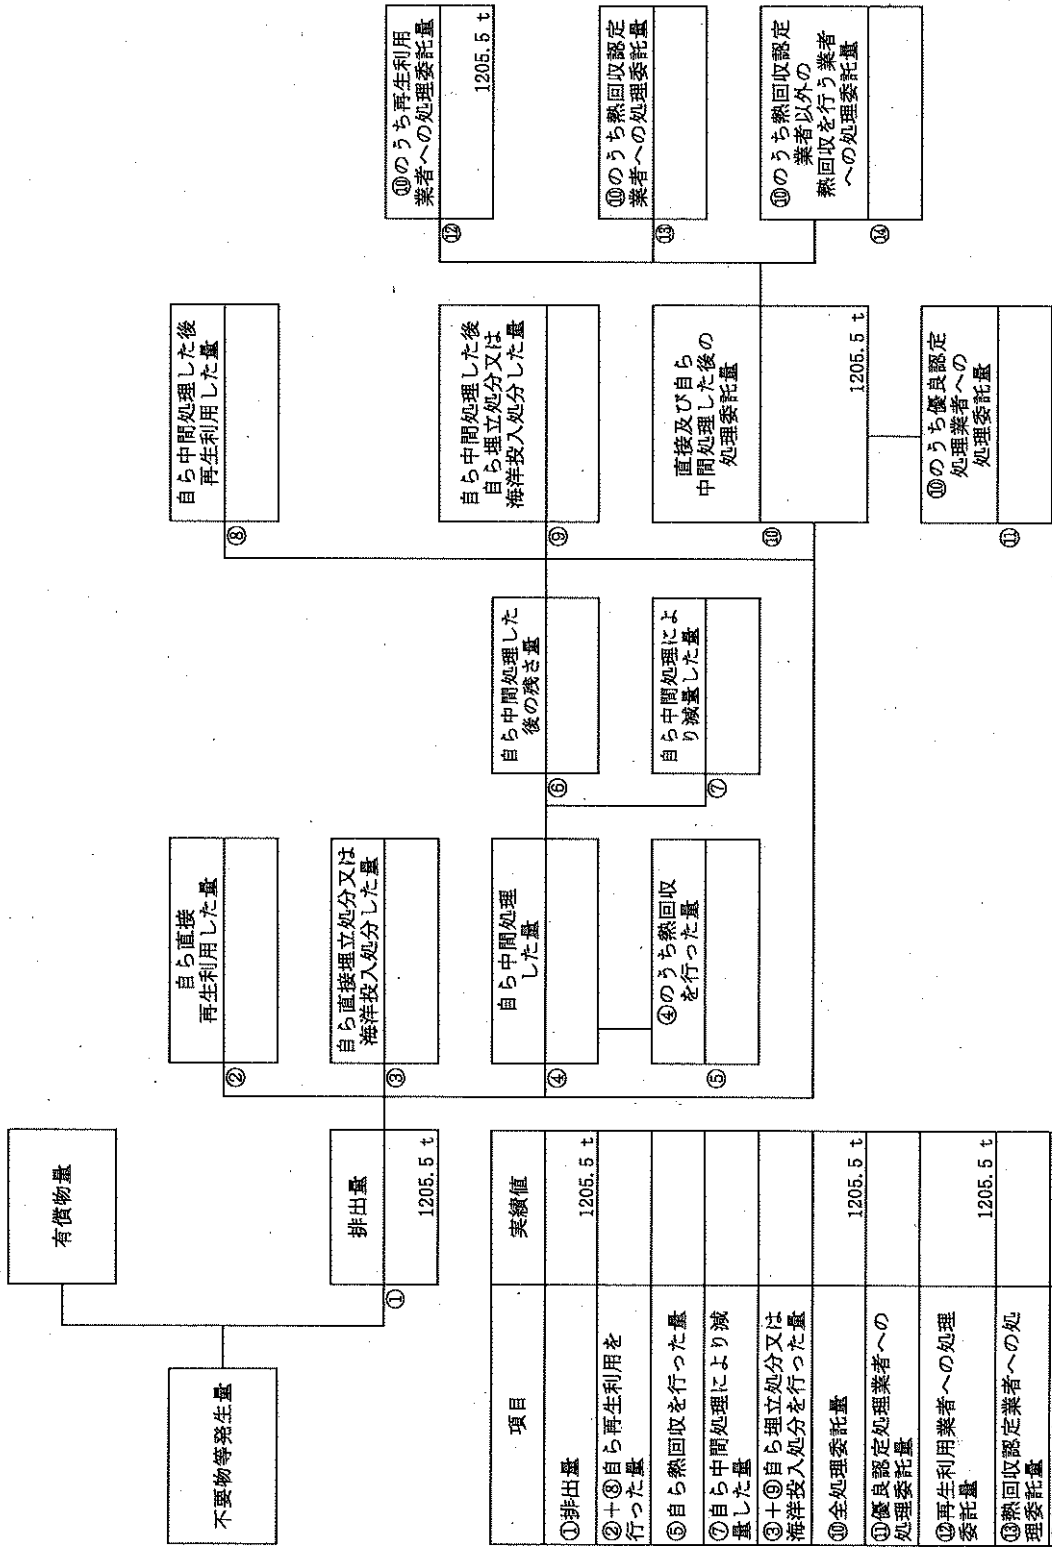 不要物等発生量
有償物量
排出量
①
1205.5 t
自ら直接
再生利用した量
②
自ら直接埋立処分又は
海洋投入処分した量
③
自ら中間処理
した量
④
④のうち熱回収
を行った量
⑤
自ら中間処理した
後の残さ量
⑥
自ら中間処理によ
り減量した量
⑦
自ら中間処理した後
再生利用した量
⑧
自ら中間処理した後
自ら埋立処分又は
海洋投入処分した量
⑨
直接及び自ら
中間処理した後の
処理委託量
⑩
1205.5 t
⑩のうち優良認定
処理業者への
処理委託量
⑪
⑩のうち再生利用
業者への処理委託量
⑫
1205.5 t
⑩のうち熱回収認定
業者への処理委託量
⑬
⑩のうち熱回収認定
業者以外の
熱回収を行う業者
への処理委託量
⑭
項目 実績値
①排出量 1205.5 t
②+⑧自ら再生利用を
行った量
⑤自ら熱回収を行った量
⑦自ら中間処理により減
量した量
③+⑨自ら埋立処分又は
海洋投入処分を行った量
⑩全処理委託量 1205.5 t
⑪優良認定処理業者への
処理委託量
⑫再生利用業者への処理
委託量 1205.5 t
⑬熱回収認定業者への処
理委託量